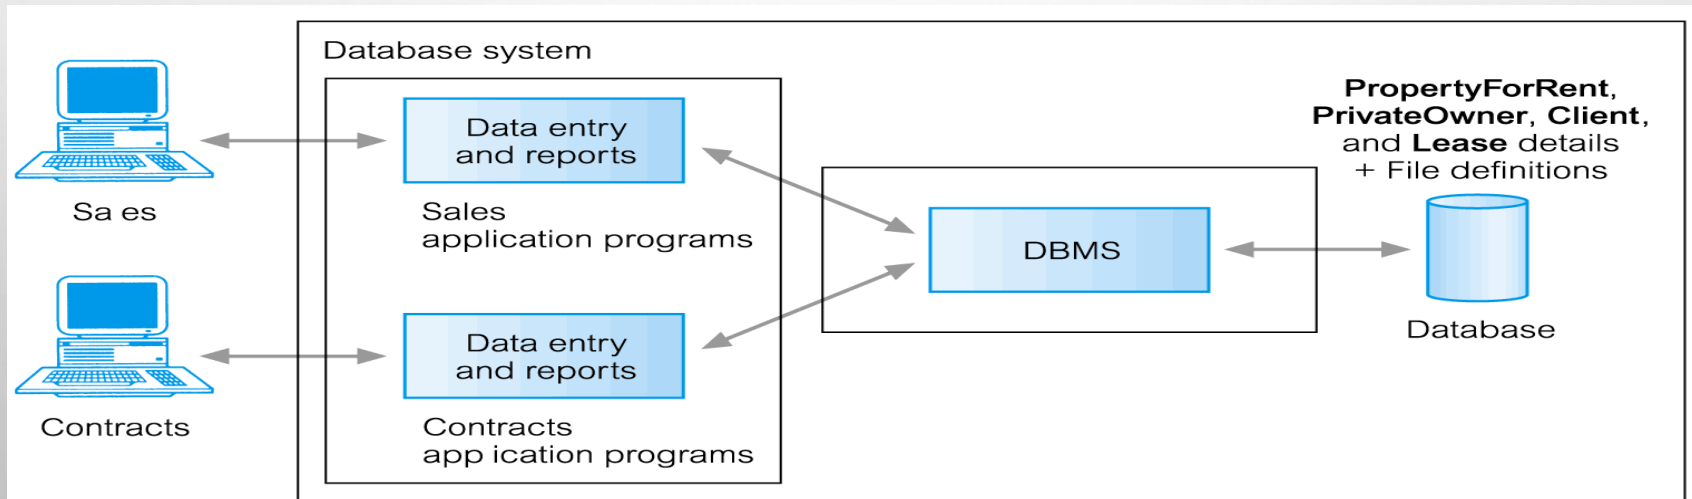 Database system
PropertyForRent,
PrivateOwner, Client,
and Lease details
+ File definitions
Data entry
and reports
Sa es
Sales
application programs
DBMS
Database
Data entry
and reports
Contracts
Contracts
app ication programs